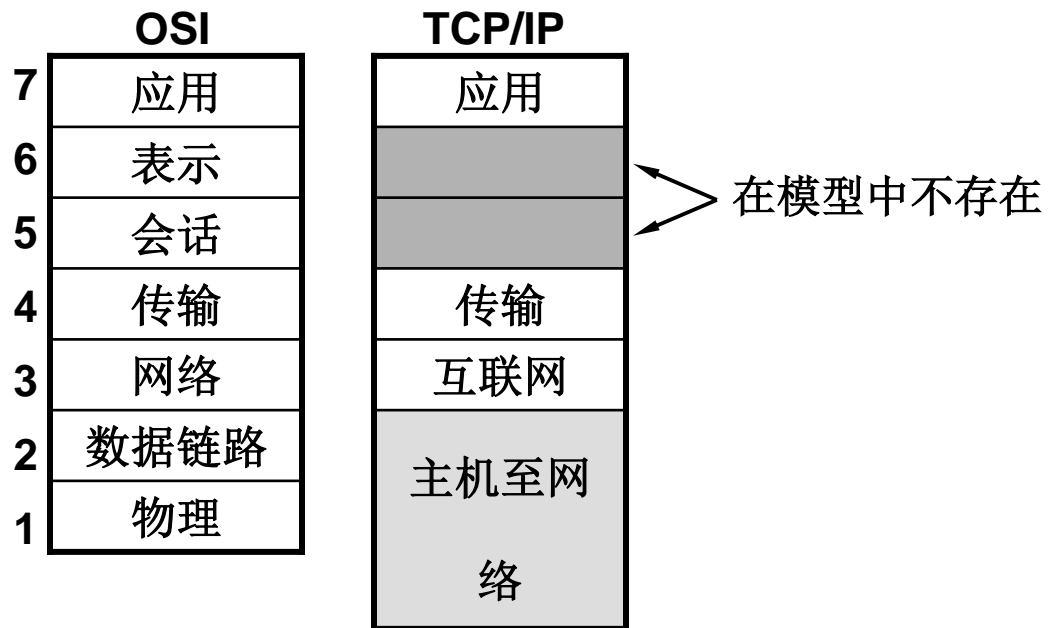 OSI TCP/IP
7 应用 应用
6 表示
在模型中不存在
5 会话
4 传输 传输
3 网络 互联网
2 数据链路
主机至网
1 物理
络